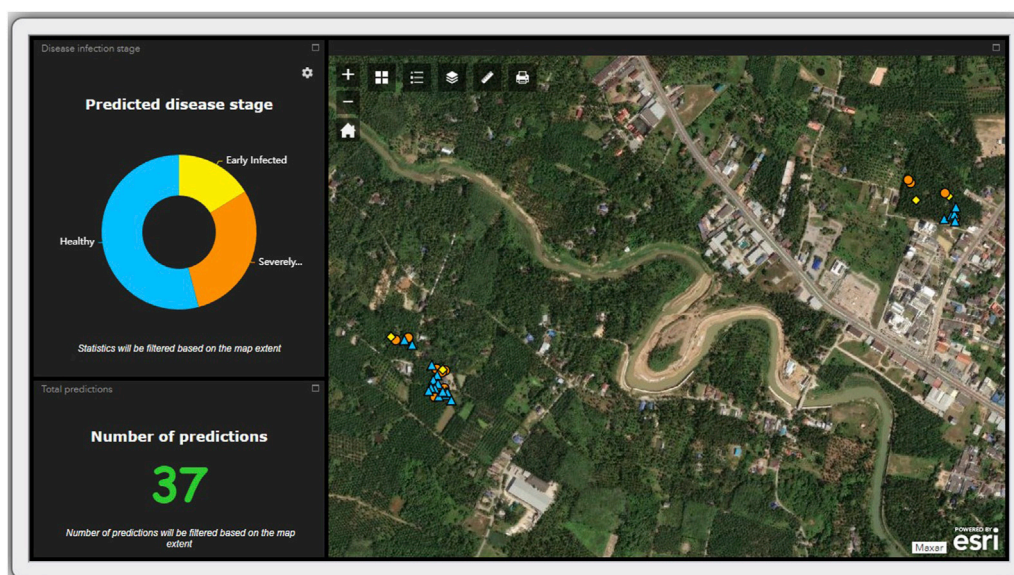 Disease infection stage
Predicted disease stage
Early Infected
Healthy
Severely...
Statistics will be filtered based on the map extent
Total predictions
Number of predictions
37
Number of predictions will be filtered based on the map
extent
POWERED BY
esri
Maxar